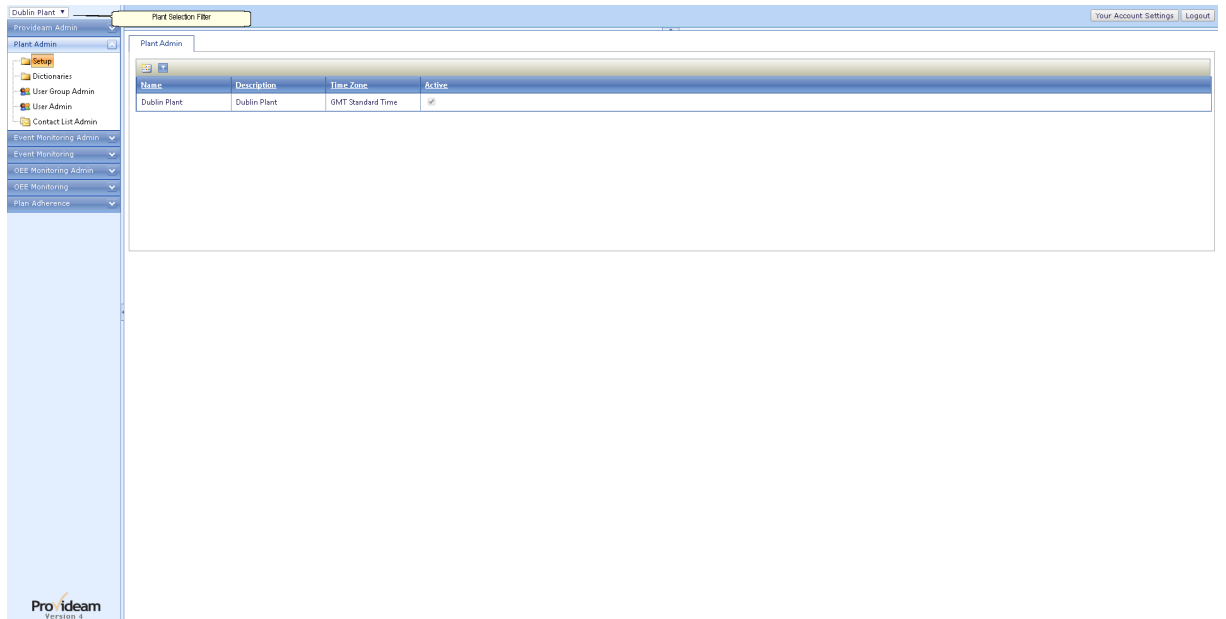 Dublin Plant
Plant Selection Filter
Your Account Settings
Logout
Provideam Admin
Plant Admin
Setup
Dictionaries
User Group Admin
User Admin
Contact List Admin
Event Monitoring Admin
Event Monitoring
OEE Monitoring Admin
OEE Monitoring
Plan Adherence
Plant Admin
Name Description Time Zone Active
Dublin Plant Dublin Plant GMT Standard Time
Provideam
Version 4